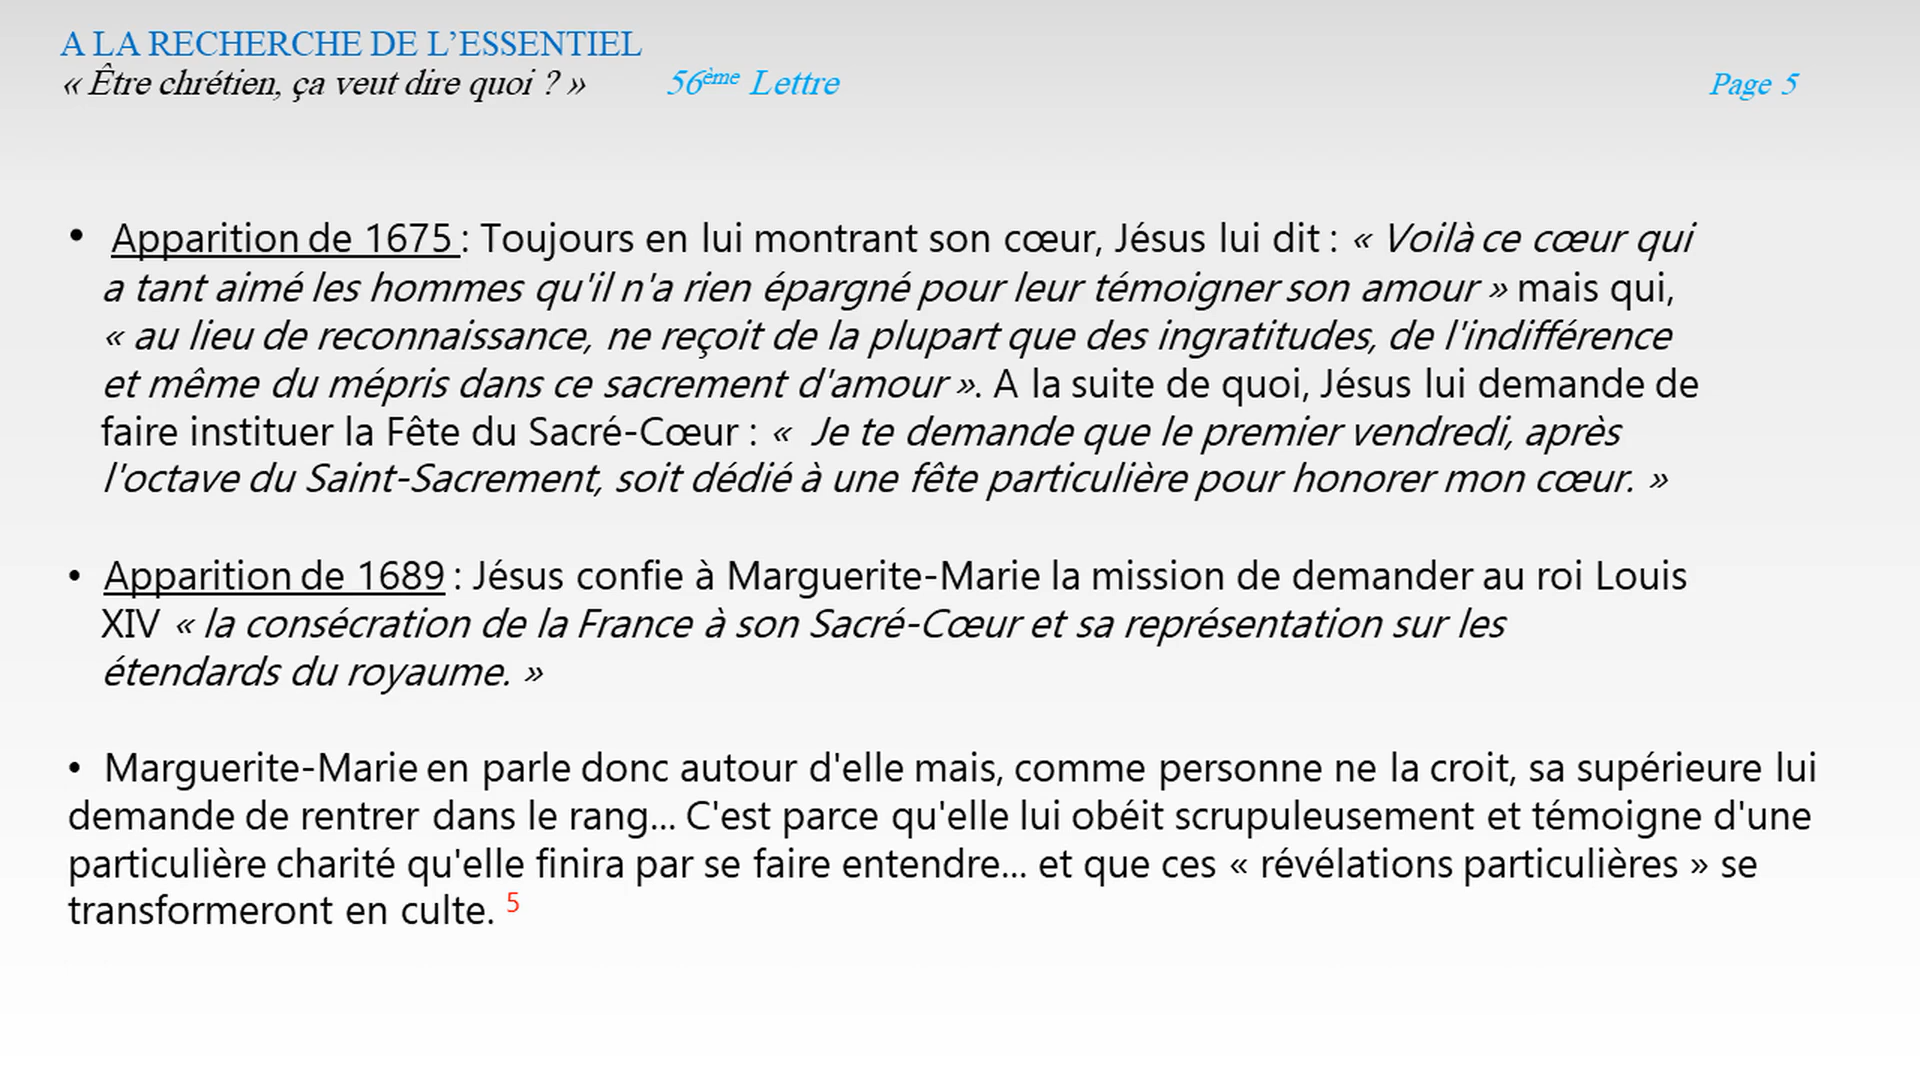 A LA RECHERCHE DE L’ESSENTIEL
« Être chrétien, ça veut dire quoi ? » 56ème Lettre Page 5
• Apparition de 1675 : Toujours en lui montrant son cœur, Jésus lui dit : « Voilà ce cœur qui
a tant aimé les hommes qu'il n'a rien épargné pour leur témoigner son amour » mais qui,
« au lieu de reconnaissance, ne reçoit de la plupart que des ingratitudes, de l'indifférence
et même du mépris dans ce sacrement d'amour ». A la suite de quoi, Jésus lui demande de
faire instituer la Fête du Sacré-Cœur : « Je te demande que le premier vendredi, après
l'octave du Saint-Sacrement, soit dédié à une fête particulière pour honorer mon cœur. »
• Apparition de 1689 : Jésus confie à Marguerite-Marie la mission de demander au roi Louis
XIV « la consécration de la France à son Sacré-Cœur et sa représentation sur les
étendards du royaume. »
• Marguerite-Marie en parle donc autour d'elle mais, comme personne ne la croit, sa supérieure lui
demande de rentrer dans le rang... C'est parce qu'elle lui obéit scrupuleusement et témoigne d'une
particulière charité qu'elle finira par se faire entendre... et que ces « révélations particulières » se
transformeront en culte. 5